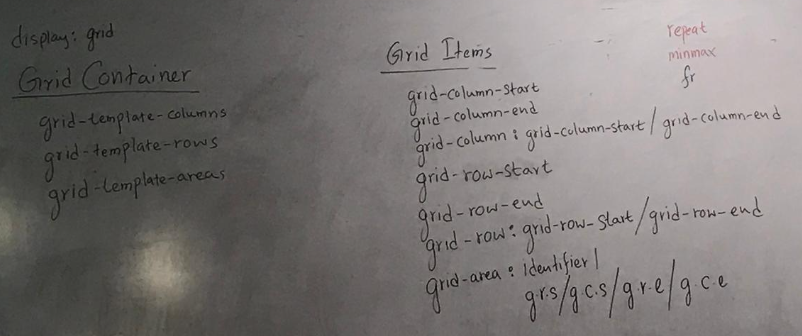 display: grid
Grid Container
grid-template-columns
grid-template-rows
grid-template-areas
Grid Items
grid-column-start
grid-column-end
grid-column : grid-column-start / grid-column-end
grid-row-start
grid-row-end
grid-row : grid-row-start / grid-row-end
grid-area : identifier |
g.r.s/g.c.s/g.r.e/g.c.e
repeat
minmax
fr